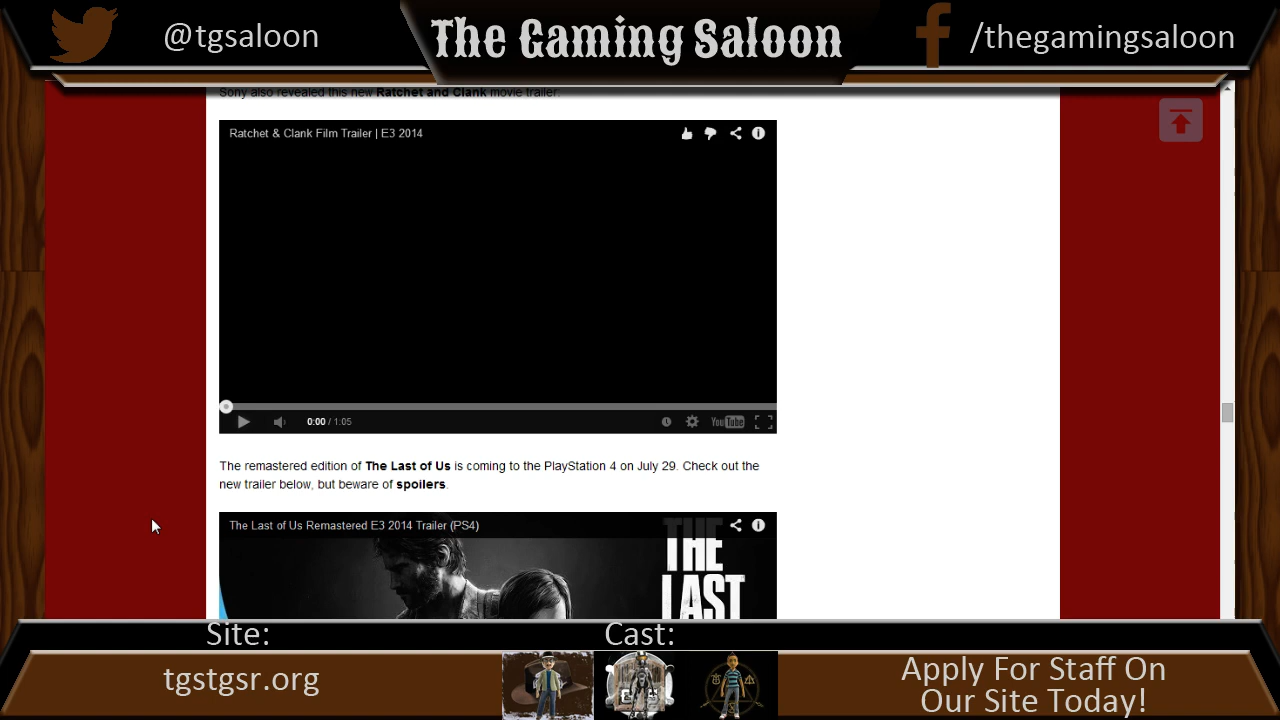 @tgsaloon
The Gaming Saloon
/thegamingsaloon
Sony also revealed this new Ratchet and Clank movie trailer.
Ratchet & Clank Film Trailer | E3 2014
0:00 / 1:05
YouTube
The remastered edition of The Last of Us is coming to the PlayStation 4 on July 29. Check out the
new trailer below, but beware of spoilers.
The Last of Us Remastered E3 2014 Trailer (PS4)
THE
LAST
Site:
Cast:
tgstgsr.org
Apply For Staff On
Our Site Today!